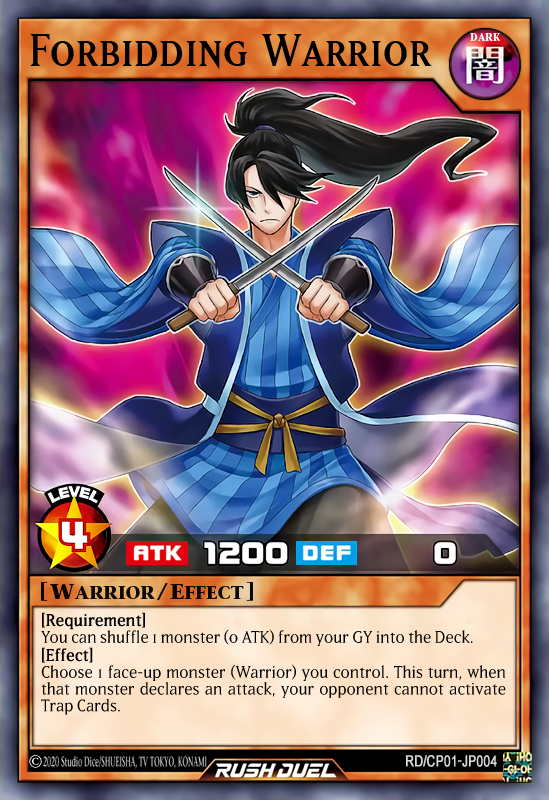 Forbidding Warrior
DARK
闇
LEVEL
4
ATK 1200 DEF 0
[Warrior/Effect]
[Requirement]
You can shuffle 1 monster (0 ATK) from your GY into the Deck.
[Effect]
Choose 1 face-up monster (Warrior) you control. This turn, when
that monster declares an attack, your opponent cannot activate
Trap Cards.
©2020 Studio Dice/SHUEISHA, TV TOKYO, KONAMI
RUSH DUEL
RD/CP01-JP004